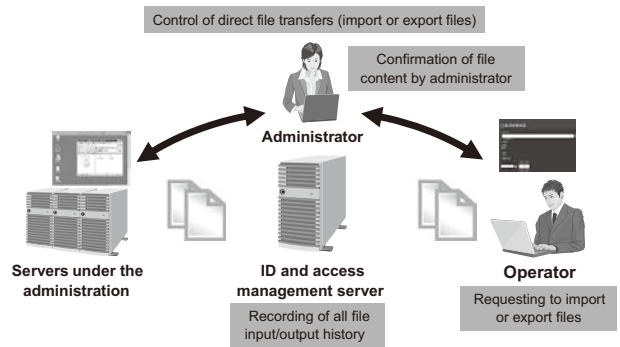 Control of direct file transfers (import or export files)
Confirmation of file
content by administrator
Administrator
Servers under the
administration
ID and access
management server
Operator
Recording of all file
input/output history
Requesting to import
or export files